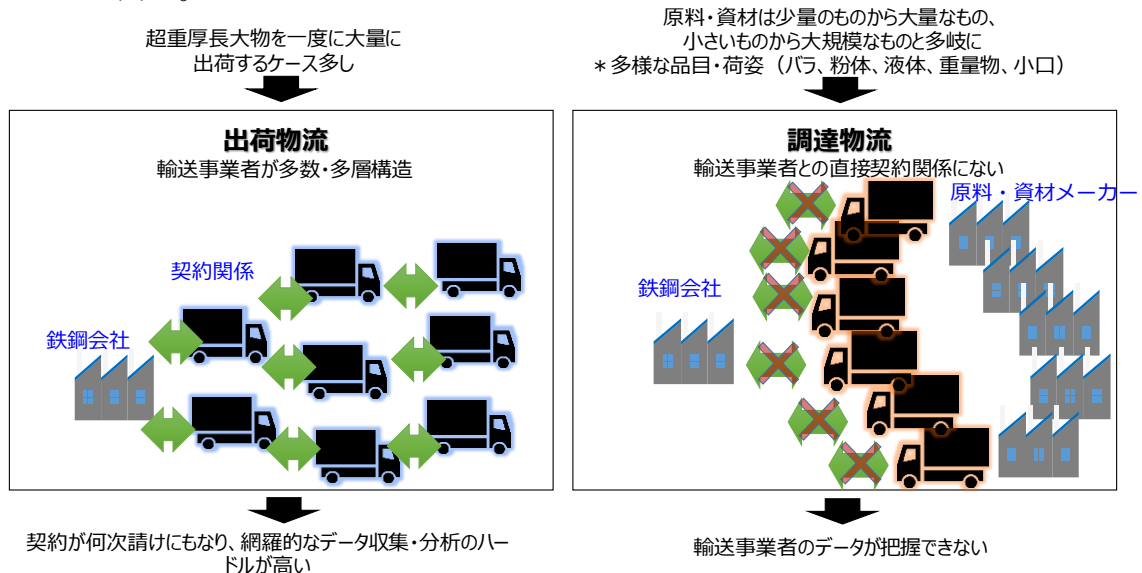 超重厚長大物を一度に大量に
出荷するケース多し
原料・資材は少量のものから大量なもの、
小さいものから大規模なものと多岐に
＊多様な品目・荷姿（バラ、粉体、液体、重量物、小口）
出荷物流
輸送事業者が多数・多層構造
契約関係
鉄鋼会社
調達物流
輸送事業者との直接契約関係にない
原料・資材メーカー
鉄鋼会社
契約が何次請けにもなり、網羅的なデータ収集・分析のハー
ドルが高い
輸送事業者のデータが把握できない